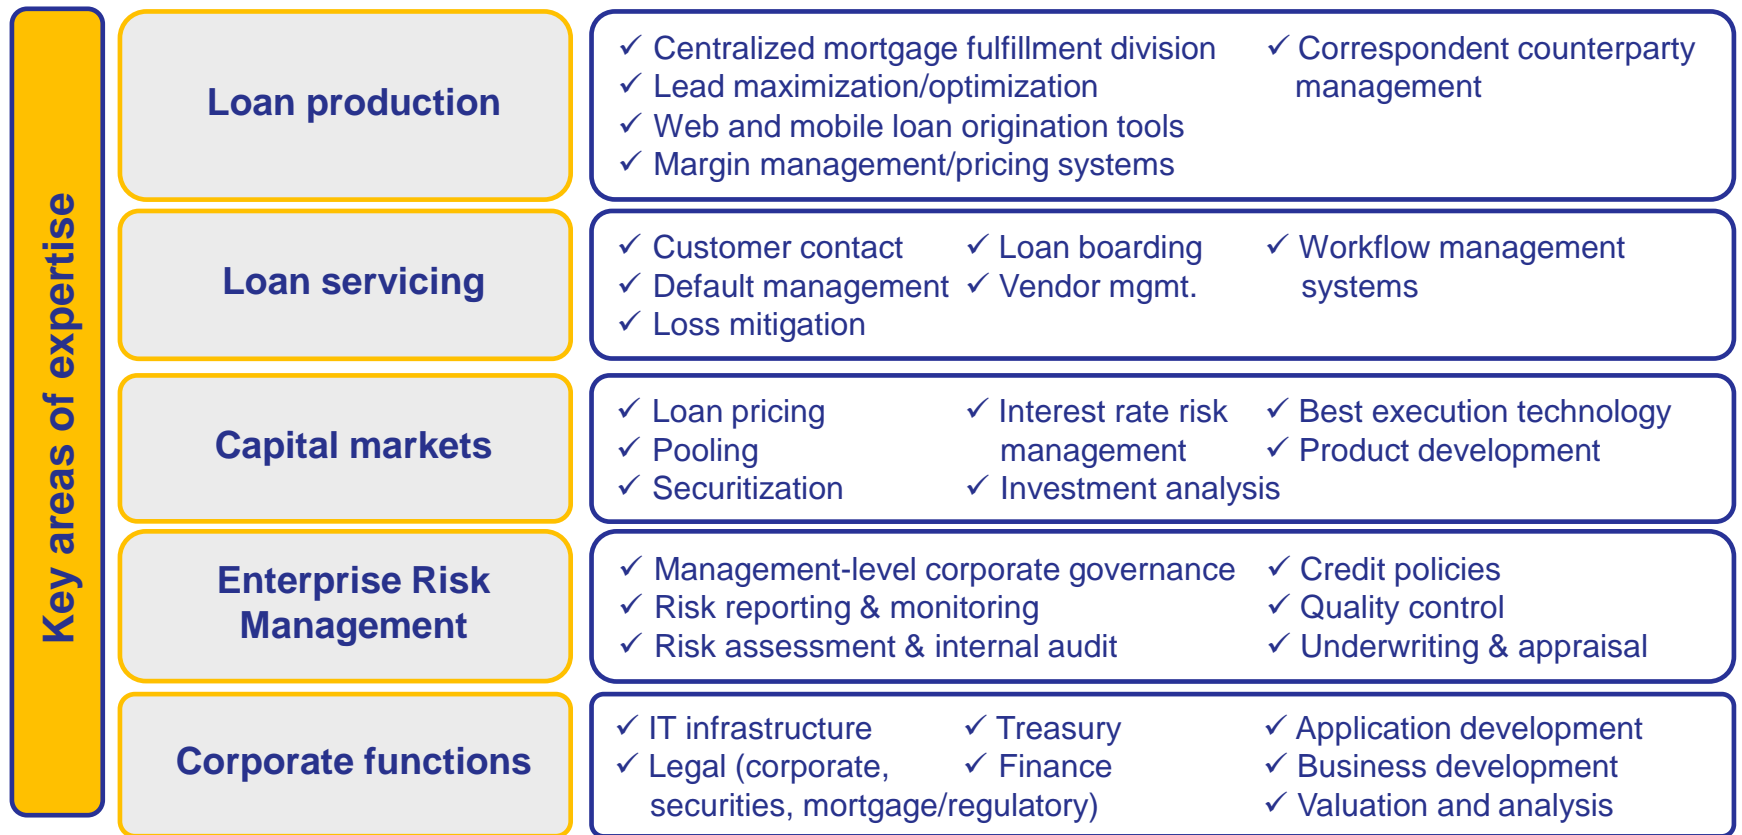 Key areas of expertise
Loan production
✓ Centralized mortgage fulfillment division
✓ Lead maximization/optimization
✓ Web and mobile loan origination tools
✓ Margin management/pricing systems
✓ Correspondent counterparty
management
Loan servicing
✓ Customer contact
✓ Default management
✓ Loss mitigation
✓ Loan boarding
✓ Vendor mgmt.
✓ Workflow management
systems
Capital markets
✓ Loan pricing
✓ Pooling
✓ Securitization
✓ Interest rate risk
management
✓ Investment analysis
✓ Best execution technology
✓ Product development
Enterprise Risk
Management
✓ Management-level corporate governance
✓ Risk reporting & monitoring
✓ Risk assessment & internal audit
✓ Credit policies
✓ Quality control
✓ Underwriting & appraisal
Corporate functions
✓ IT infrastructure
✓ Legal (corporate,
securities, mortgage/regulatory)
✓ Treasury
✓ Finance
✓ Application development
✓ Business development
✓ Valuation and analysis